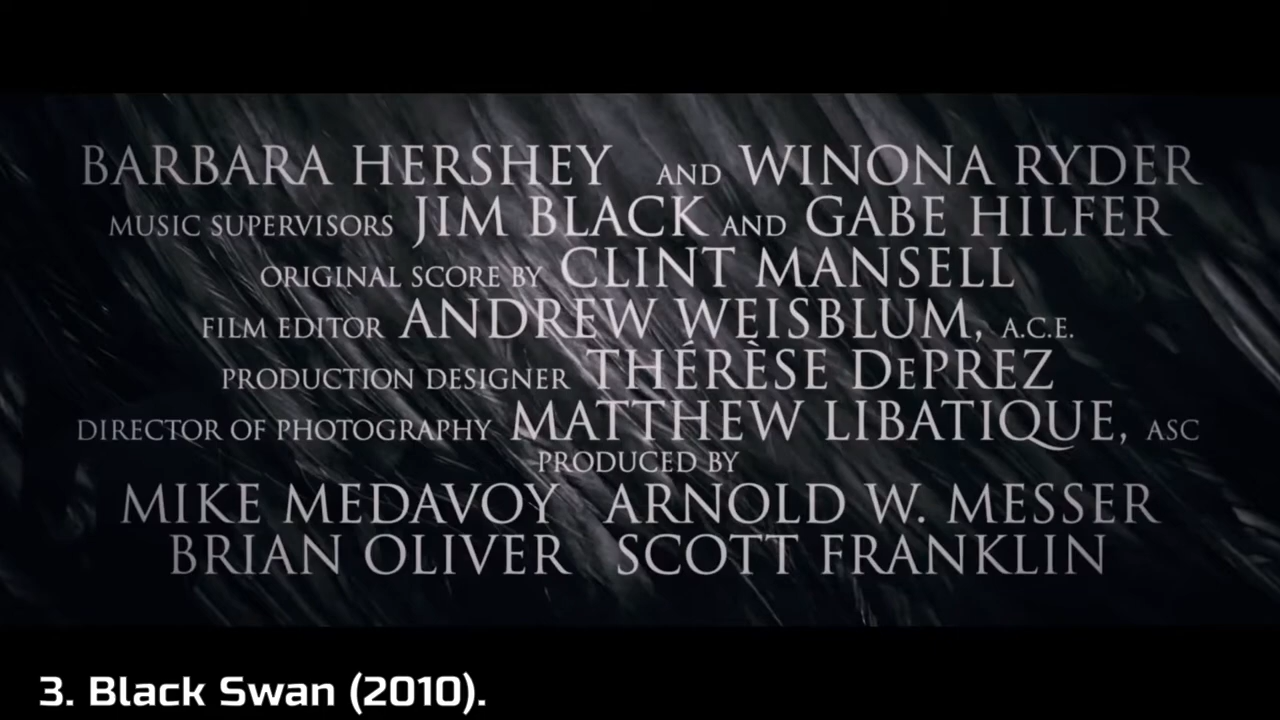 BARBARA HERSHEY AND WINONA RYDER
MUSIC SUPERVISORS JIM BLACK AND GABE HILFER
ORIGINAL SCORE BY CLINT MANSELL
FILM EDITOR ANDREW WEISBLUM, A.C.E.
PRODUCTION DESIGNER THÉRÈSE DePREZ
DIRECTOR OF PHOTOGRAPHY MATTHEW LIBATIQUE, ASC
PRODUCED BY
MIKE MEDAVOY ARNOLD W. MESSER
BRIAN OLIVER SCOTT FRANKLIN
3. Black Swan (2010).